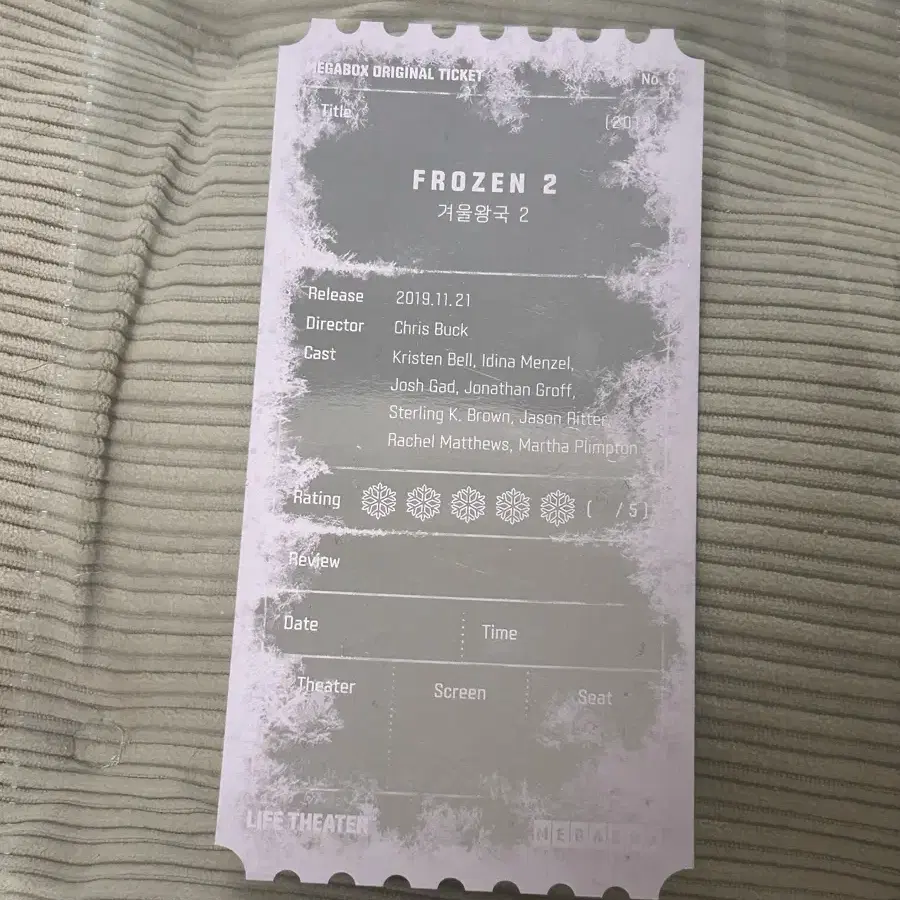 MEGABOX ORIGINAL TICKET
No.
Title
FROZEN 2
겨울왕국 2
Release 2019.11.21
Director Chris Buck
Cast Kristen Bell, Idina Menzel,
Josh Gad, Jonathan Groff,
Sterling K. Brown, Jason Ritter,
Rachel Matthews, Martha Plimpton
Rating ( /5)
Review
Date Time
Theater Screen Seat
LIFE THEATER
MEGABOX